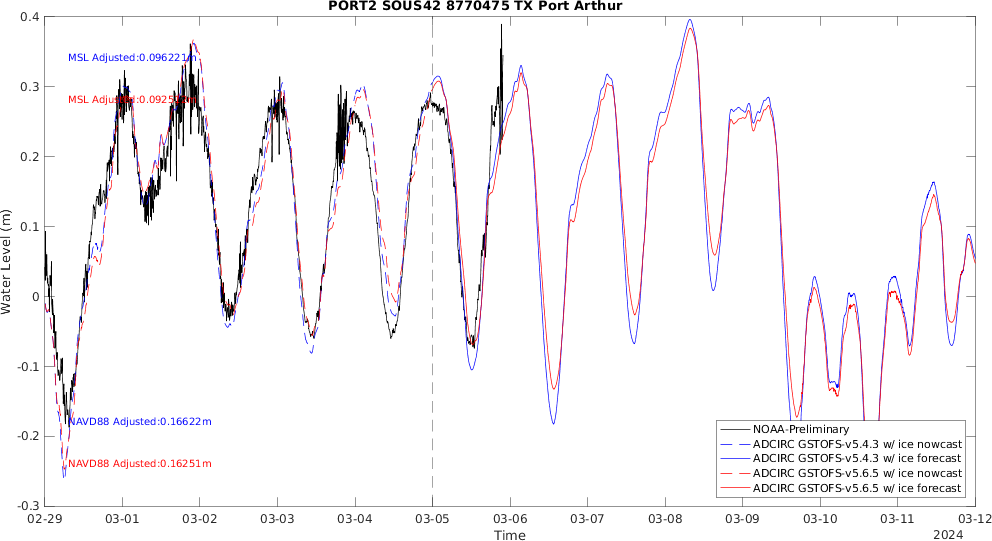 PORT2 SOUS42 8770475 TX Port Arthur
0.4
0.3
0.2
0.1
0
-0.1
-0.2
-0.3
Water Level (m)
MSL Adjusted:0.096221m
NAVD88 Adjusted:0.16622m
NAVD88 Adjusted:0.16251m
NOAA-Preliminary
ADCIRC GSTOFS-v5.4.3 w/ ice nowcast
ADCIRC GSTOFS-v5.4.3 w/ ice forecast
ADCIRC GSTOFS-v5.6.5 w/ ice nowcast
ADCIRC GSTOFS-v5.6.5 w/ ice forecast
02-29 03-01 03-02 03-03 03-04 03-05 03-06 03-07 03-08 03-09 03-10 03-11 03-12
Time
2024